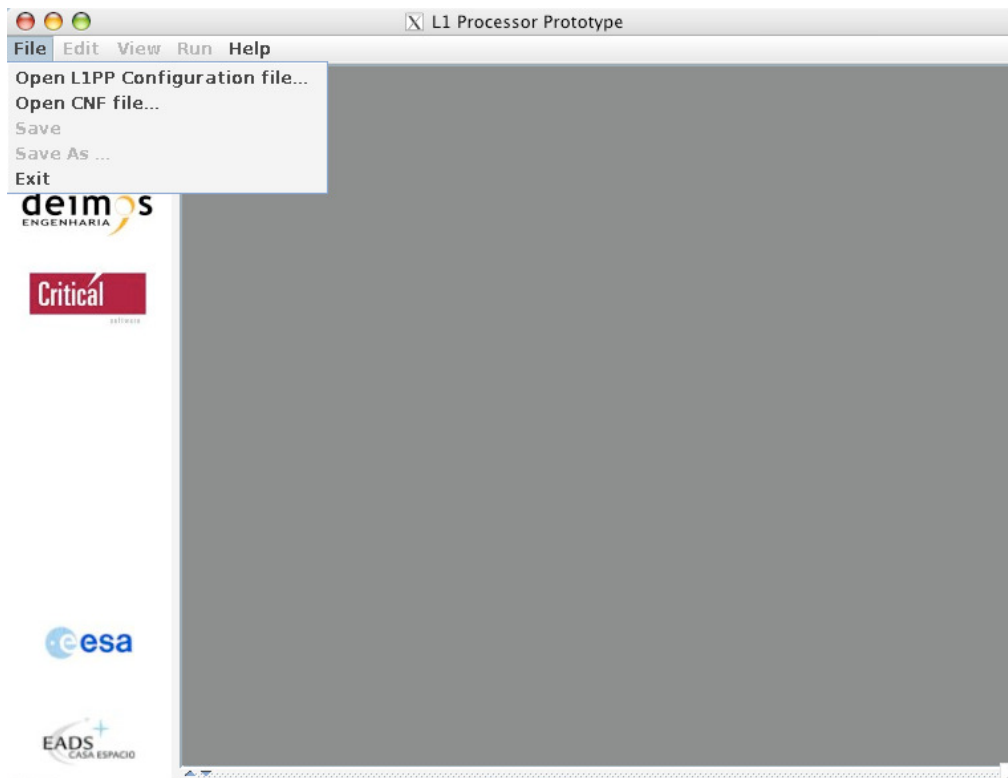 L1 Processor Prototype
File Edit View Run Help
Open L1PP Configuration file...
Open CNF file...
Save
Save As ...
Exit
deimos
ENGENHARIA
Critical
software
esa
EADS
CASA ESPACIO